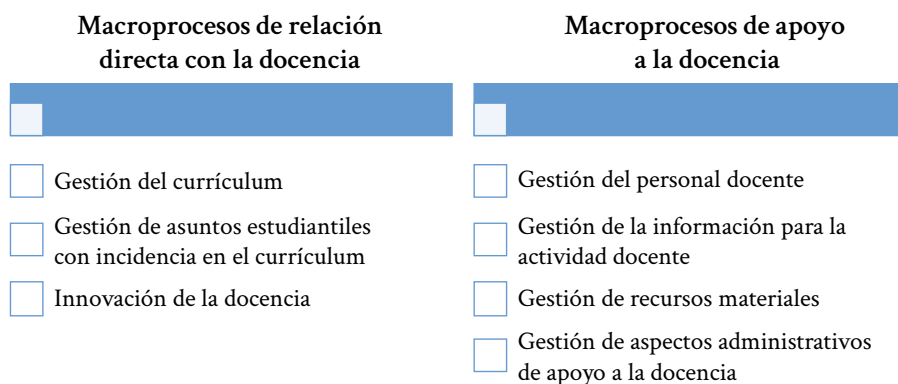 Macroprocesos de relación
directa con la docencia
Gestión del currículum
Gestión de asuntos estudiantiles
con incidencia en el currículum
Innovación de la docencia
Macroprocesos de apoyo
a la docencia
Gestión del personal docente
Gestión de la información para la
actividad docente
Gestión de recursos materiales
Gestión de aspectos administrativos
de apoyo a la docencia